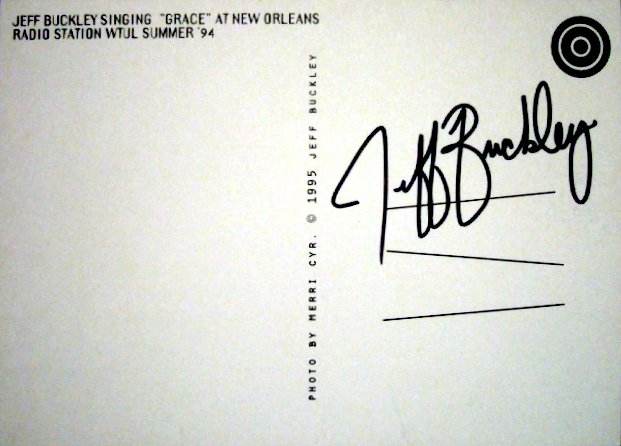 JEFF BUCKLEY SINGING "GRACE" AT NEW ORLEANS
RADIO STATION WTUL SUMMER '94
PHOTO BY MERRI CYR. © 1995 JEFF BUCKLEY
Jeff Buckley